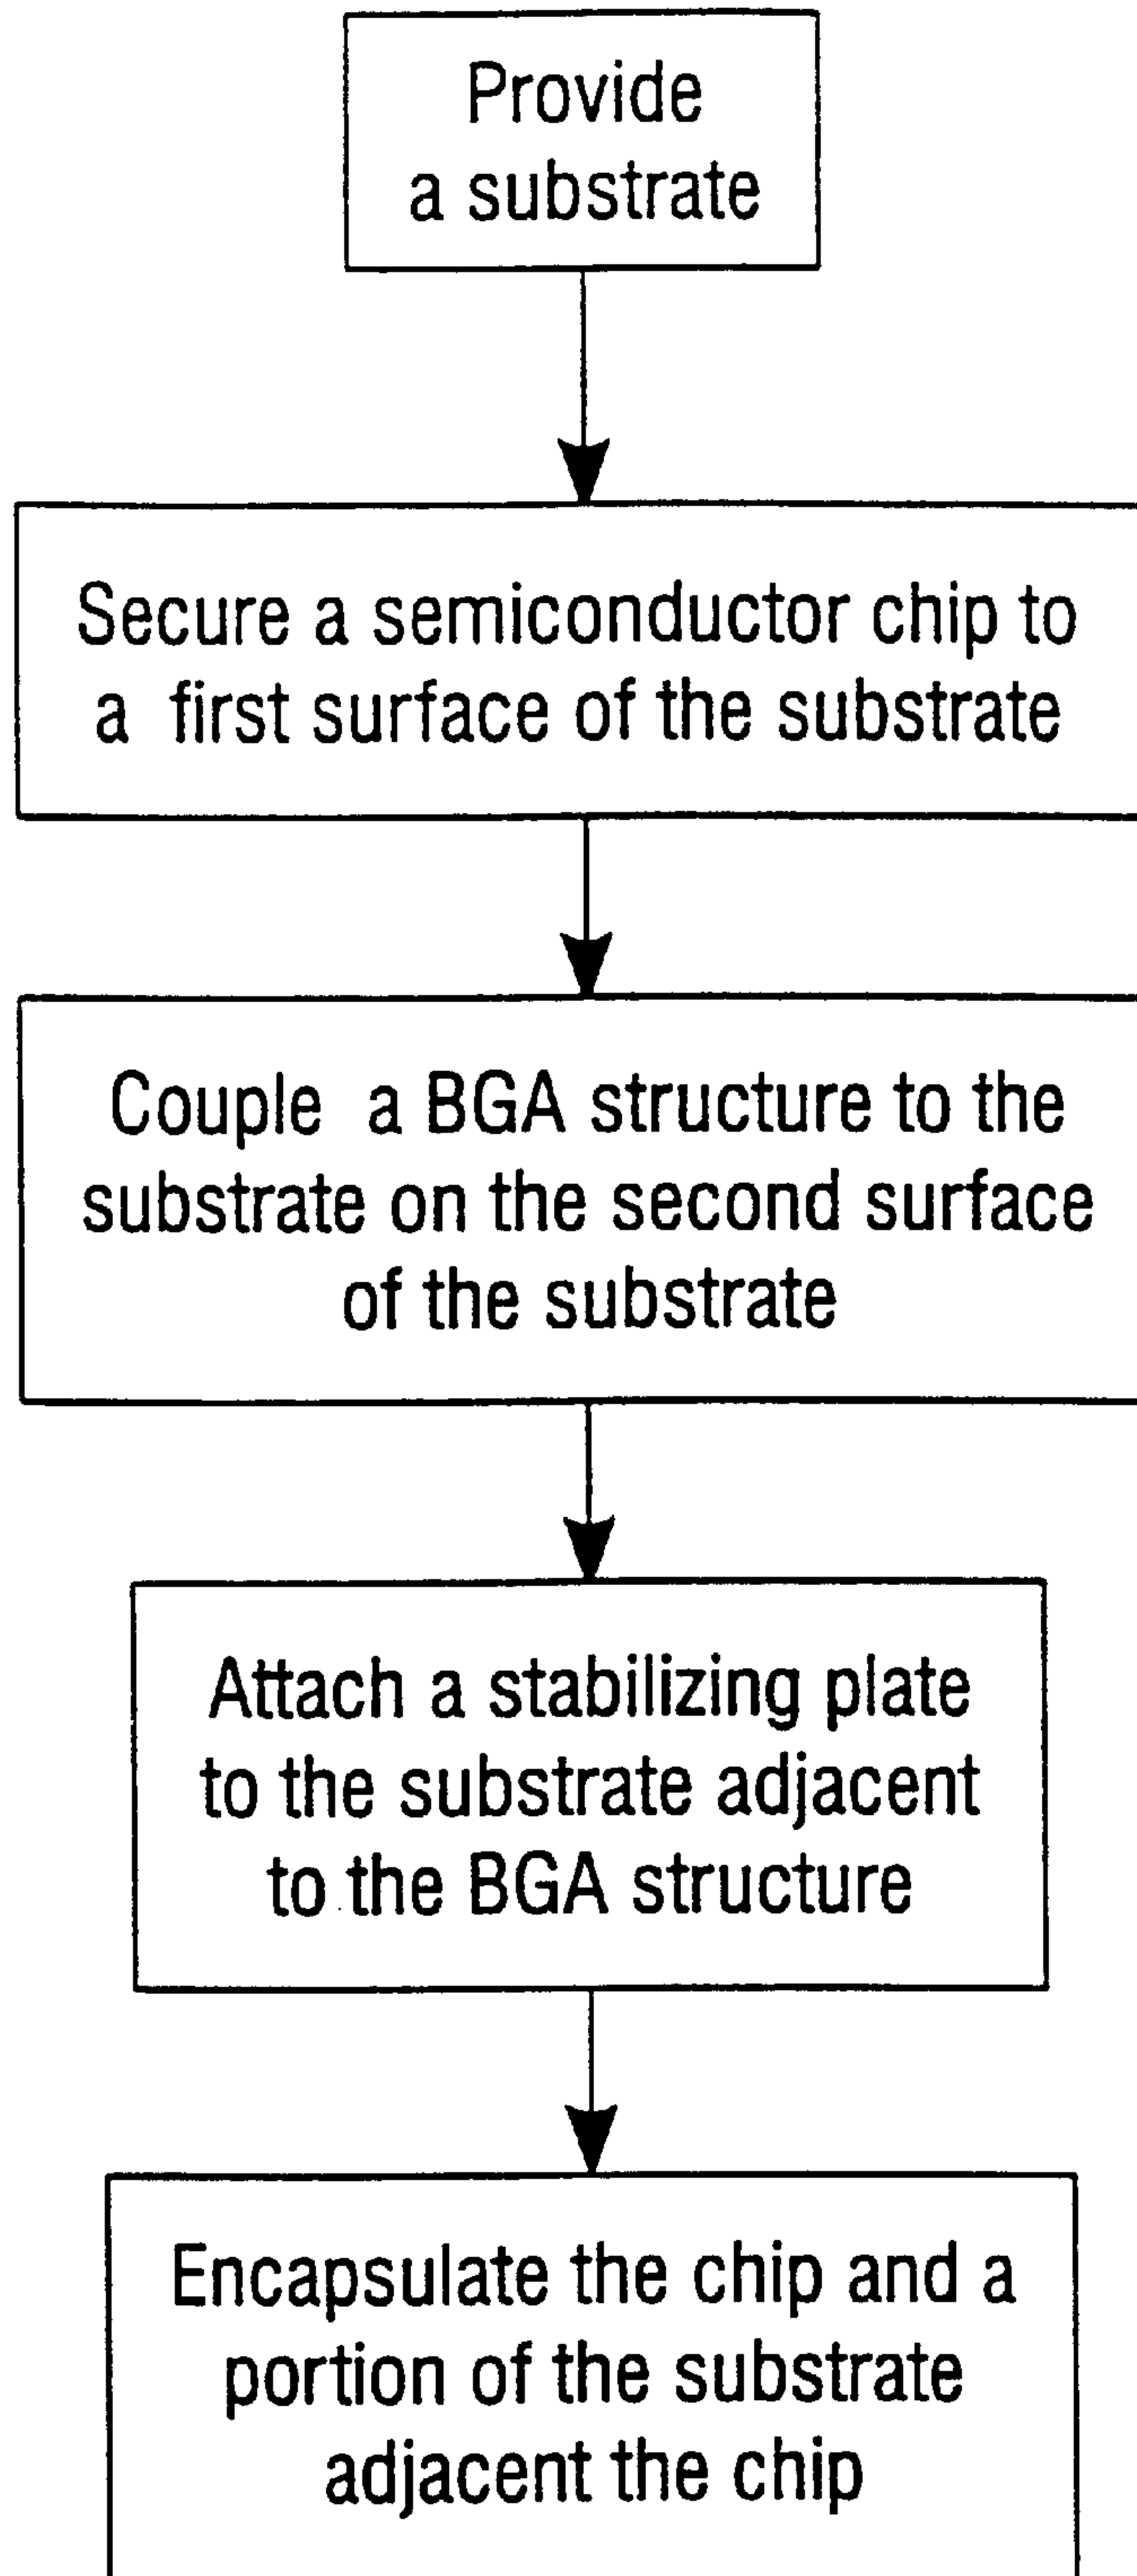 Provide
a substrate
Secure a semiconductor chip to
a first surface of the substrate
Couple a BGA structure to the
substrate on the second surface
of the substrate
Attach a stabilizing plate
to the substrate adjacent
to the BGA structure
Encapsulate the chip and a
portion of the substrate
adjacent the chip